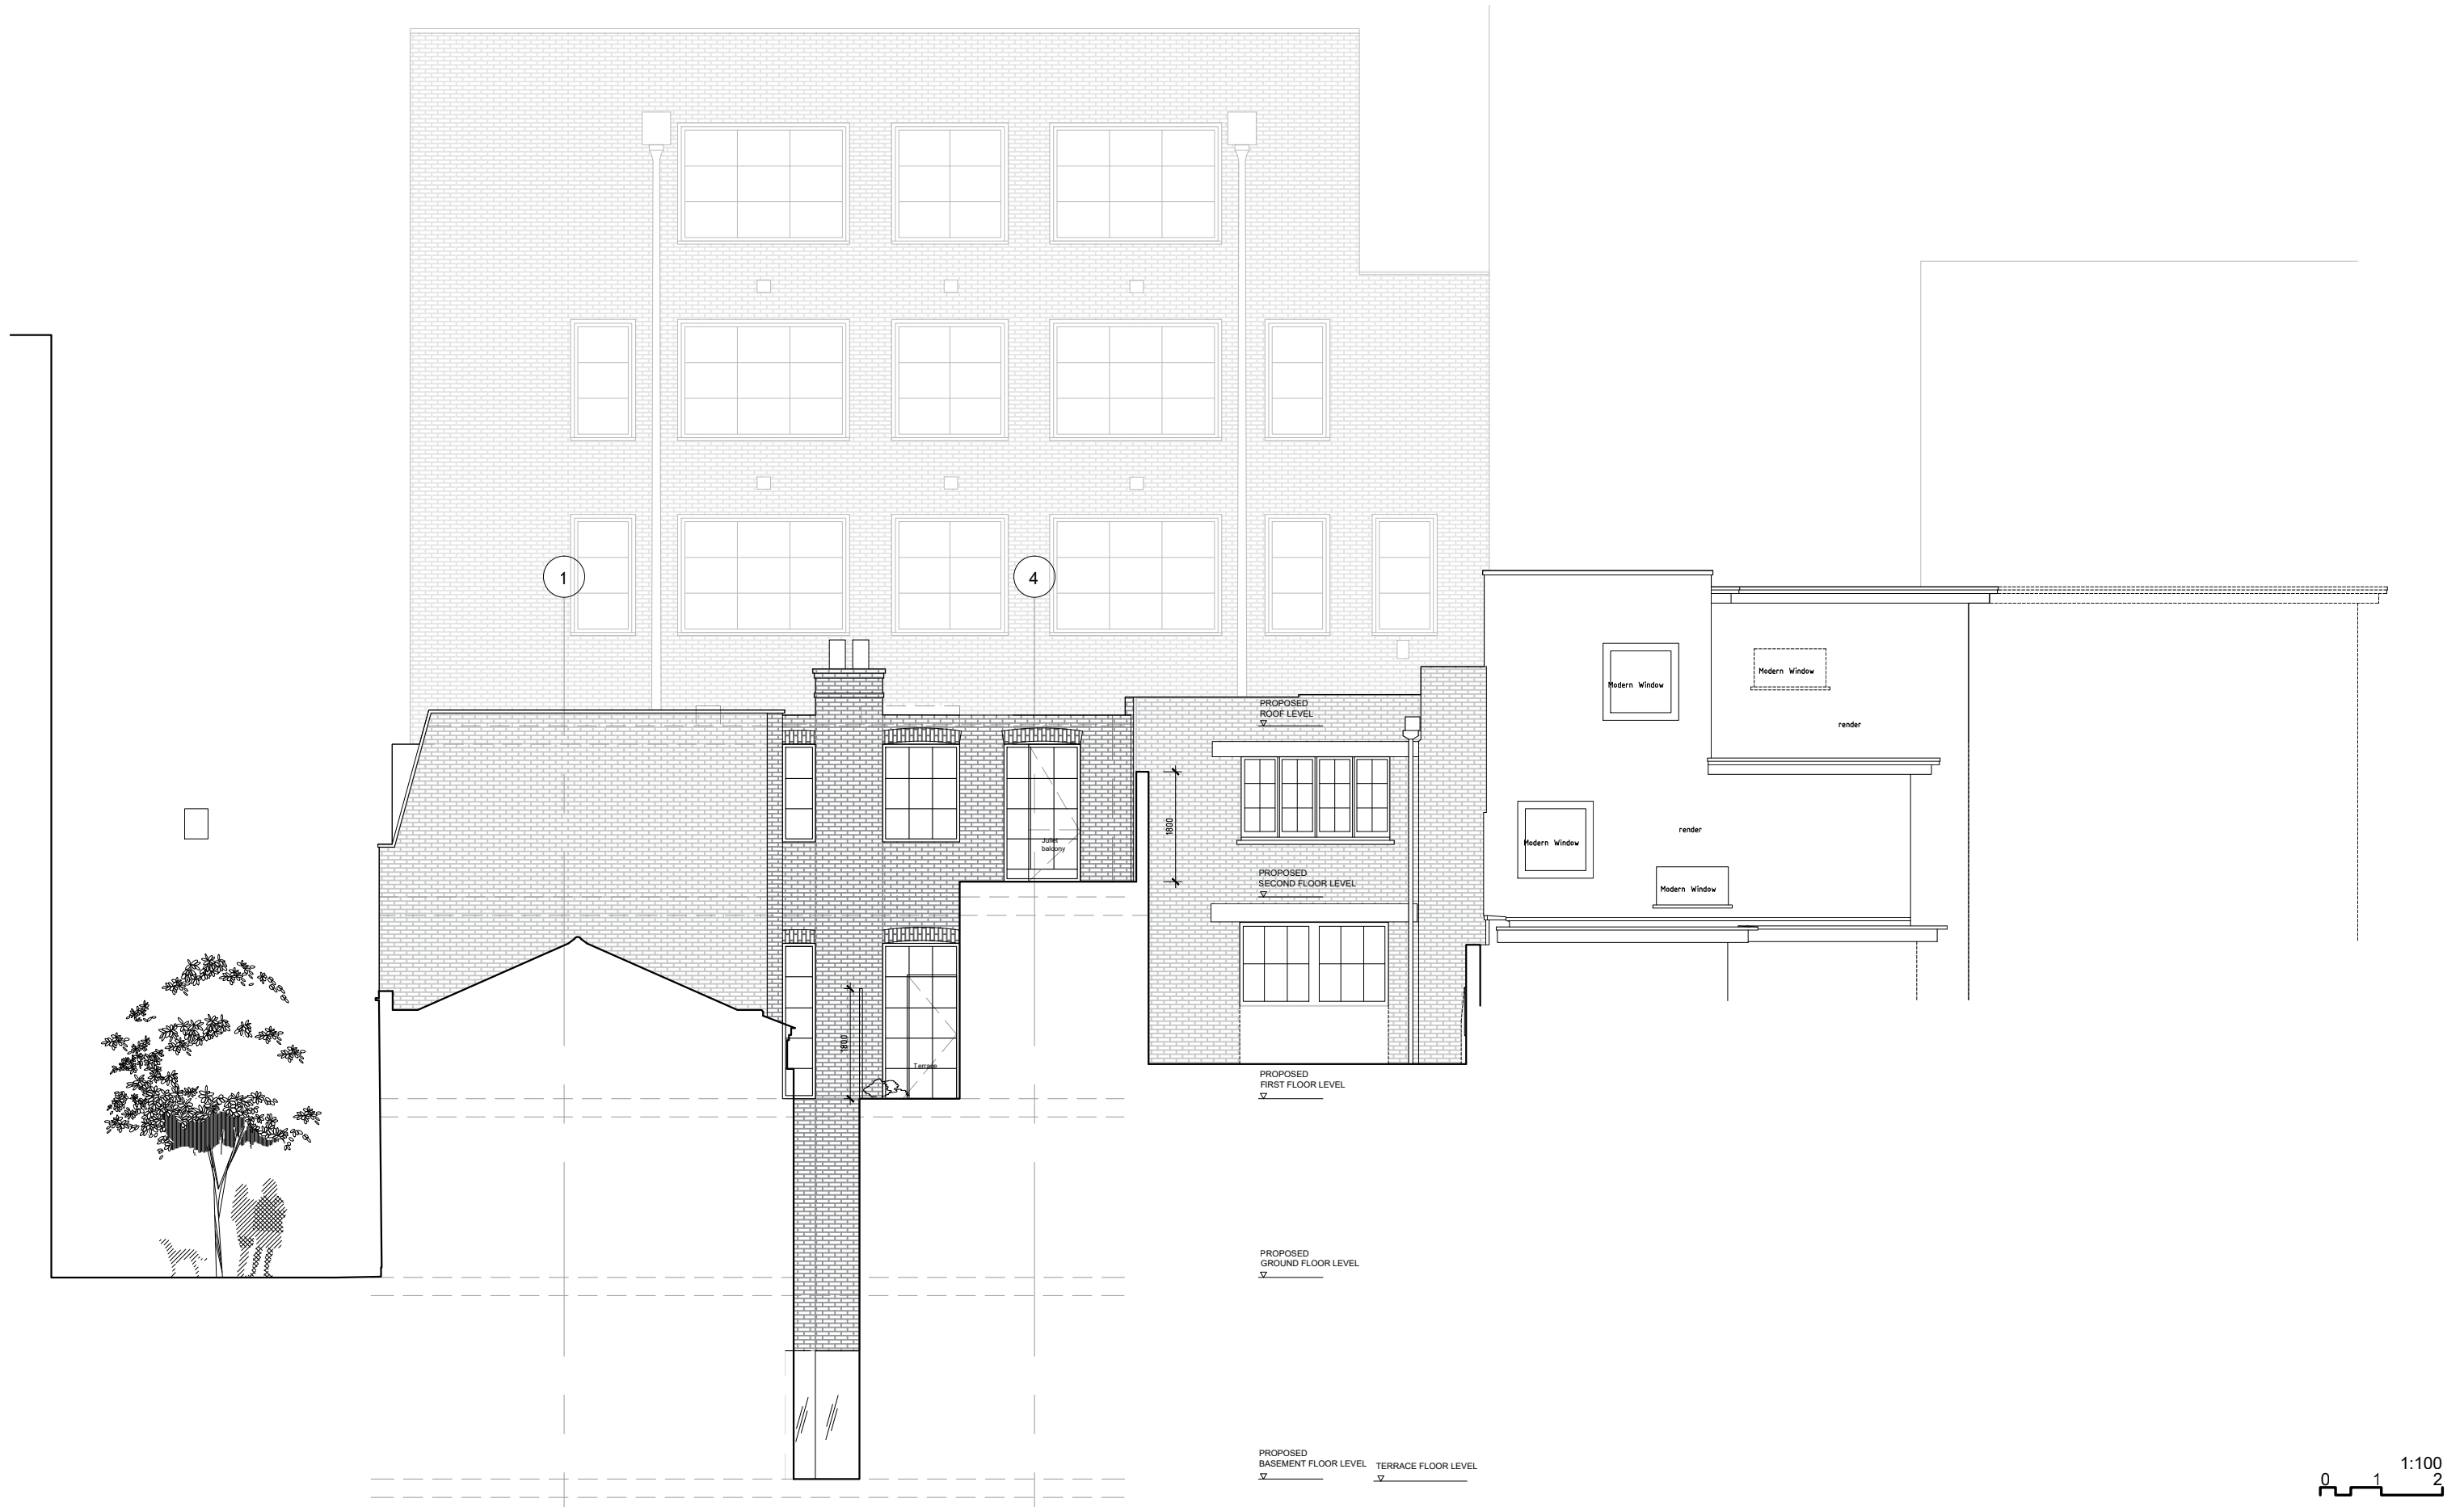 1
4
Modern Window
Modern Window
PROPOSED
ROOF LEVEL
render
1800
render
Juliet
balcony
Modern Window
PROPOSED
SECOND FLOOR LEVEL
Modern Window
1800
Terrace
PROPOSED
FIRST FLOOR LEVEL
PROPOSED
GROUND FLOOR LEVEL
PROPOSED
BASEMENT FLOOR LEVEL
TERRACE FLOOR LEVEL
1:100
0 1 2